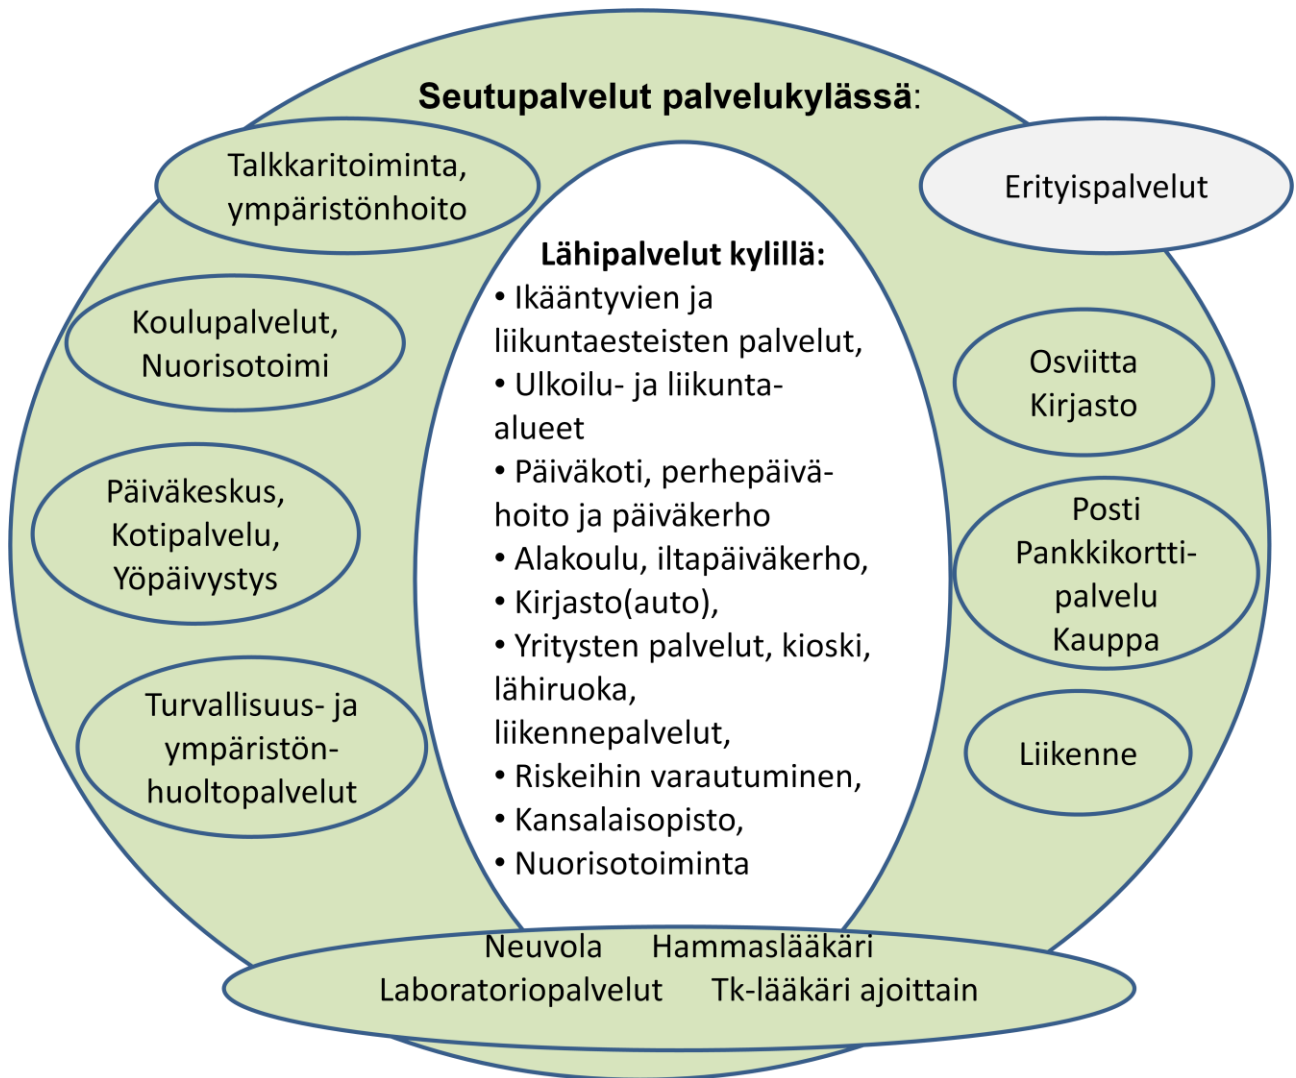 Seutupalvelut palvelukylässä:
Talkkaritoiminta,
ympäristönhoito
Koulupalvelut,
Nuorisotoimi
Päiväkeskus,
Kotipalvelu,
Yöpäivystys
Turvallisuus- ja
ympäristön-
huoltopalvelut
Lähipalvelut kylillä:
• Ikääntyvien ja
liikuntaesteisten palvelut,
• Ulkoilu- ja liikunta-
alueet
• Päiväkoti, perhepäivä-
hoito ja päiväkerho
• Alakoulu, iltapäiväkerho,
• Kirjasto(auto),
• Yritysten palvelut, kioski,
lähiruoka,
liikennepalvelut,
• Riskeihin varautuminen,
• Kansalaisopisto,
• Nuorisotoiminta
Erityispalvelut
Osviitta
Kirjasto
Posti
Pankkikortti-
palvelu
Kauppa
Liikenne
Neuvola Hammaslääkäri
Laboratoriopalvelut Tk-lääkäri ajoittain